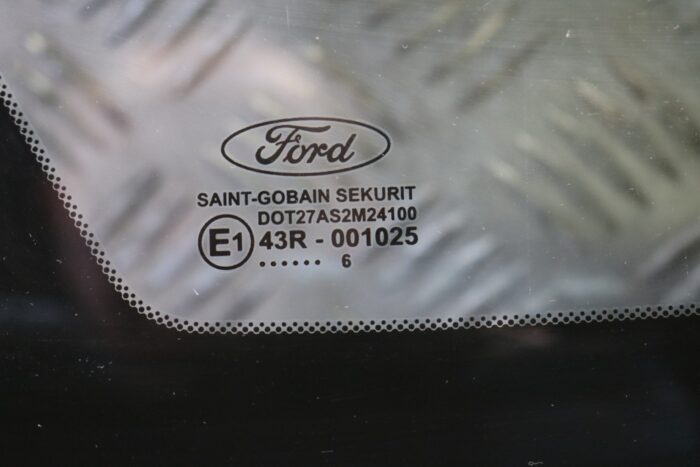 Ford
SAINT-GOBAIN SEKURIT
DOT27AS2M24100
E1 43R - 001025
...... 6